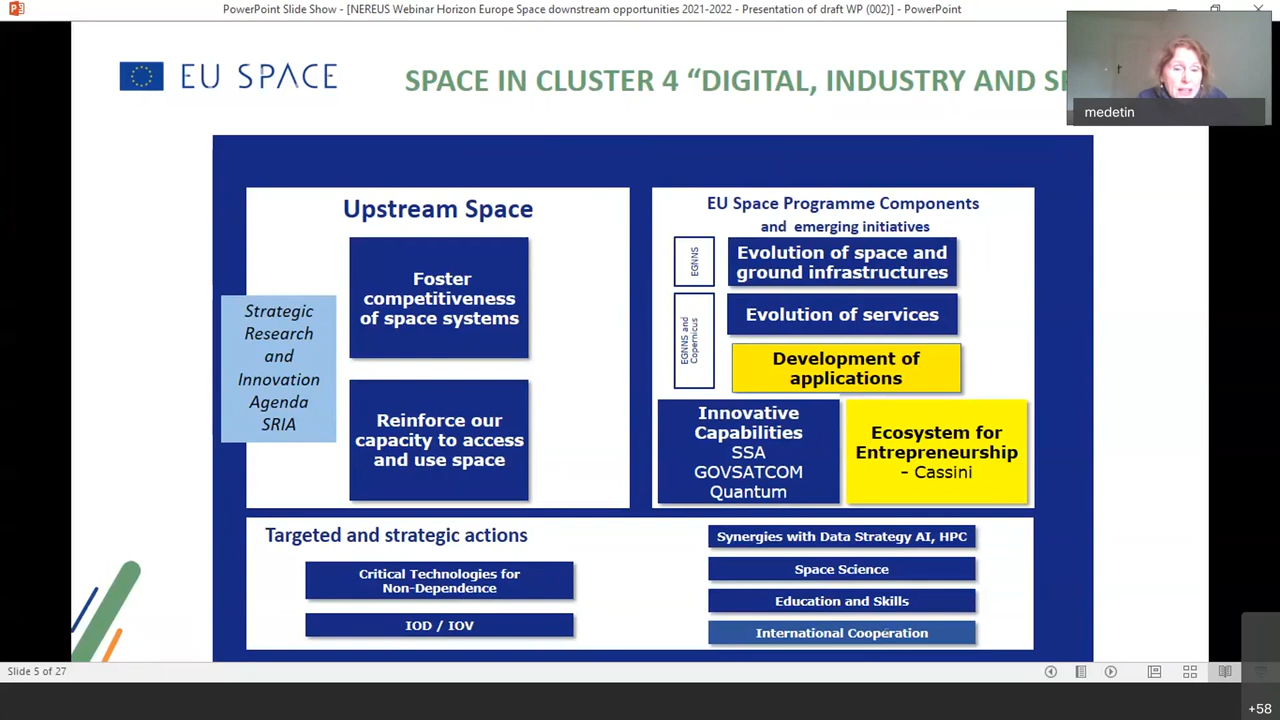 PowerPoint Slide Show - [NEREUS Webinar Horizon Europe Space downstream opportunities 2021-2022 - Presentation of draft WP (002)] - PowerPoint
EU SPACE
SPACE IN CLUSTER 4 “DIGITAL, INDUSTRY AND SP
medetin
Upstream Space
Foster
competitiveness
of space systems
Strategic
Research
and
Innovation
Agenda
SRIA
Reinforce our
capacity to access
and use space
EU Space Programme Components
and emerging initiatives
EGNNS
Evolution of space and
ground infrastructures
EGNNS and
Copernicus
Evolution of services
Development of
applications
Innovative
Capabilities
SSA
GOVSATCOM
Quantum
Ecosystem for
Entrepreneurship
– Cassini
Targeted and strategic actions
Critical Technologies for
Non-Dependence
IOD / IOV
Synergies with Data Strategy AI, HPC
Space Science
Education and Skills
International Cooperation
Slide 5 of 27
+58